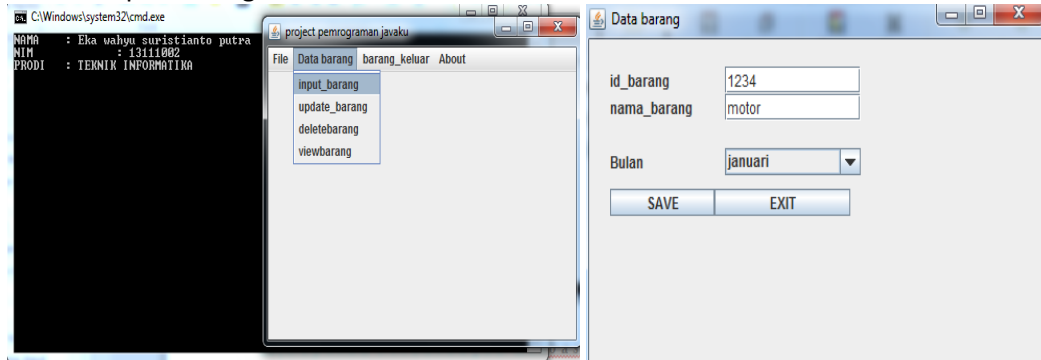 C:\Windows\system32\cmd.exe
NAMA : Eka wahyu suristianto putra
NIM : 13111002
PRODI : TEKNIK INFORMATIKA
project pemrograman javaku
File Data barang barang_keluar About
input_barang
update_barang
deletebarang
viewbarang
Data barang
id_barang 1234
nama_barang motor
Bulan januari
SAVE EXIT